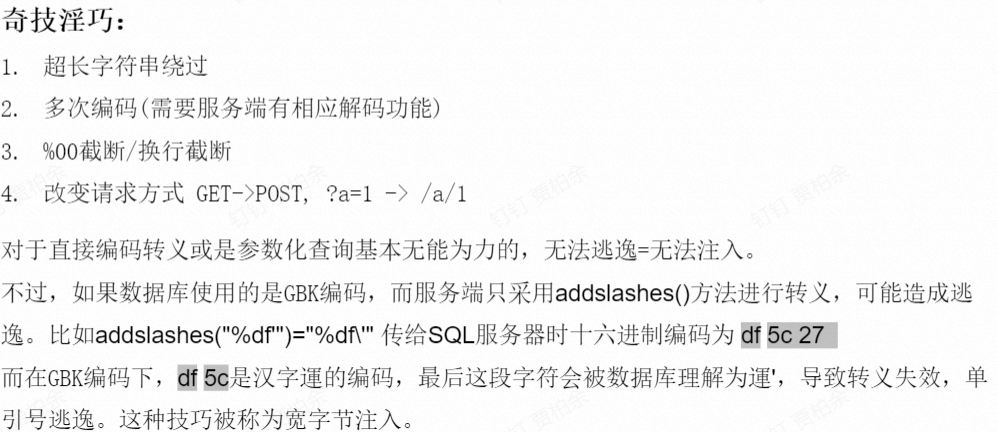 奇技淫巧：
1. 超长字符串绕过
2. 多次编码(需要服务端有相应解码功能)
3. %00截断/换行截断
4. 改变请求方式 GET->POST, ?a=1 -> /a/1
对于直接编码转义或是参数化查询基本无能为力的，无法逃逸=无法注入。
不过，如果数据库使用的是GBK编码，而服务端只采用addslashes()方法进行转义，可能造成逃
逸。比如addslashes("%df'")="%df\'" 传给SQL服务器时十六进制编码为 df 5c 27
而在GBK编码下，df 5c是汉字運的编码，最后这段字符会被数据库理解为運'，导致转义失效，单
引号逃逸。这种技巧被称为宽字节注入。